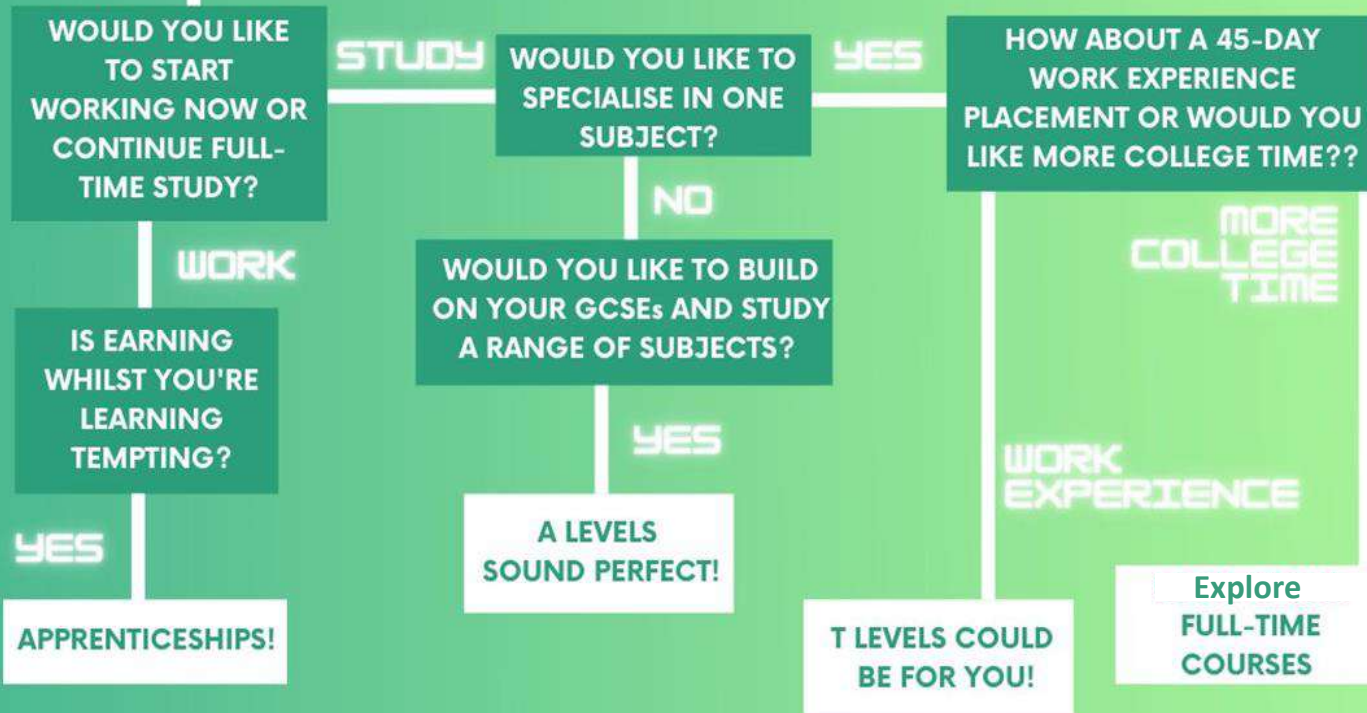 WOULD YOU LIKE
TO START
WORKING NOW OR
CONTINUE FULL-
TIME STUDY?
STUDY
WOULD YOU LIKE TO
SPECIALISE IN ONE
SUBJECT?
YES
HOW ABOUT A 45-DAY
WORK EXPERIENCE
PLACEMENT OR WOULD YOU
LIKE MORE COLLEGE TIME??
WORK
NO
MORE
COLLEGE
TIME
IS EARNING
WHILST YOU'RE
LEARNING
TEMPTING?
WOULD YOU LIKE TO BUILD
ON YOUR GCSEs AND STUDY
A RANGE OF SUBJECTS?
YES
YES
WORK
EXPERIENCE
APPRENTICESHIPS!
A LEVELS
SOUND PERFECT!
T LEVELS COULD
BE FOR YOU!
Explore
FULL-TIME
COURSES